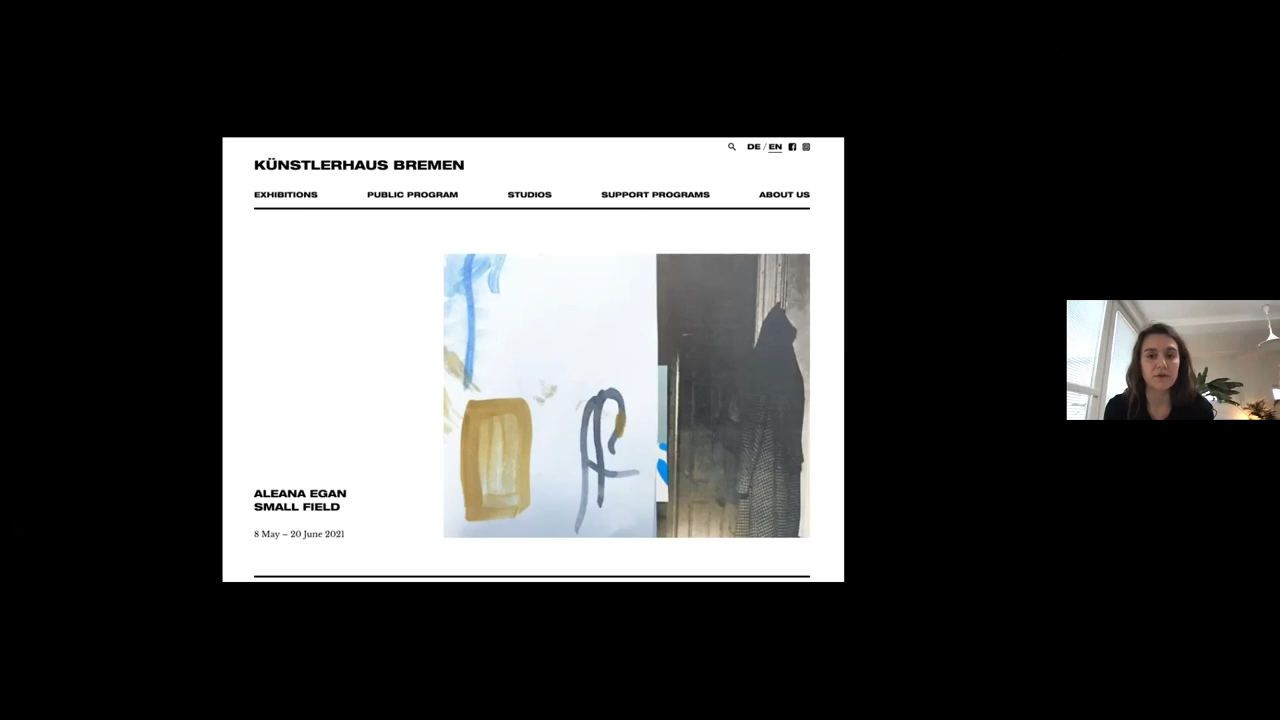 DE / EN
KÜNSTLERHAUS BREMEN
EXHIBITIONS PUBLIC PROGRAM STUDIOS SUPPORT PROGRAMS ABOUT US
ALEANA EGAN
SMALL FIELD
8 May – 20 June 2021